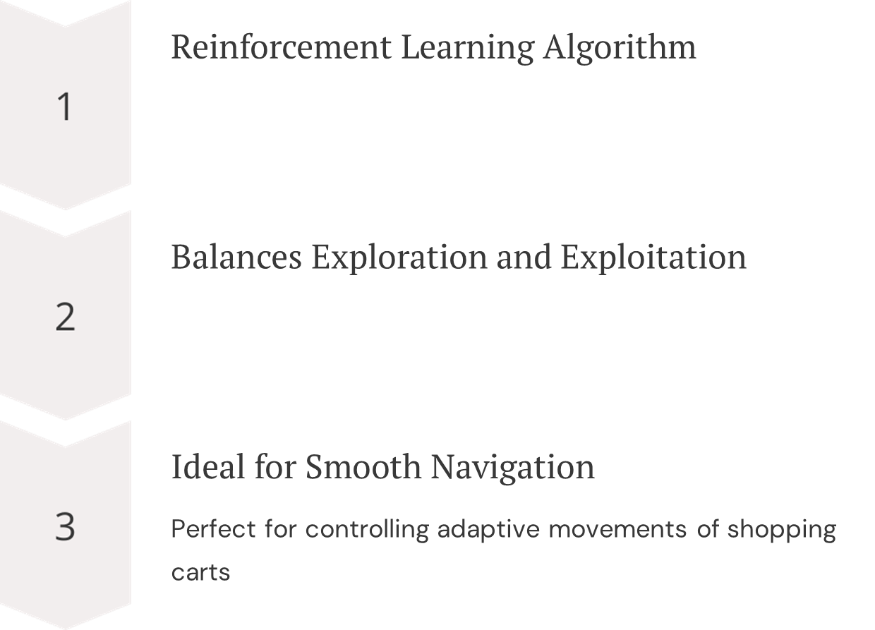 1
Reinforcement Learning Algorithm
2
Balances Exploration and Exploitation
3
Ideal for Smooth Navigation
Perfect for controlling adaptive movements of shopping
carts